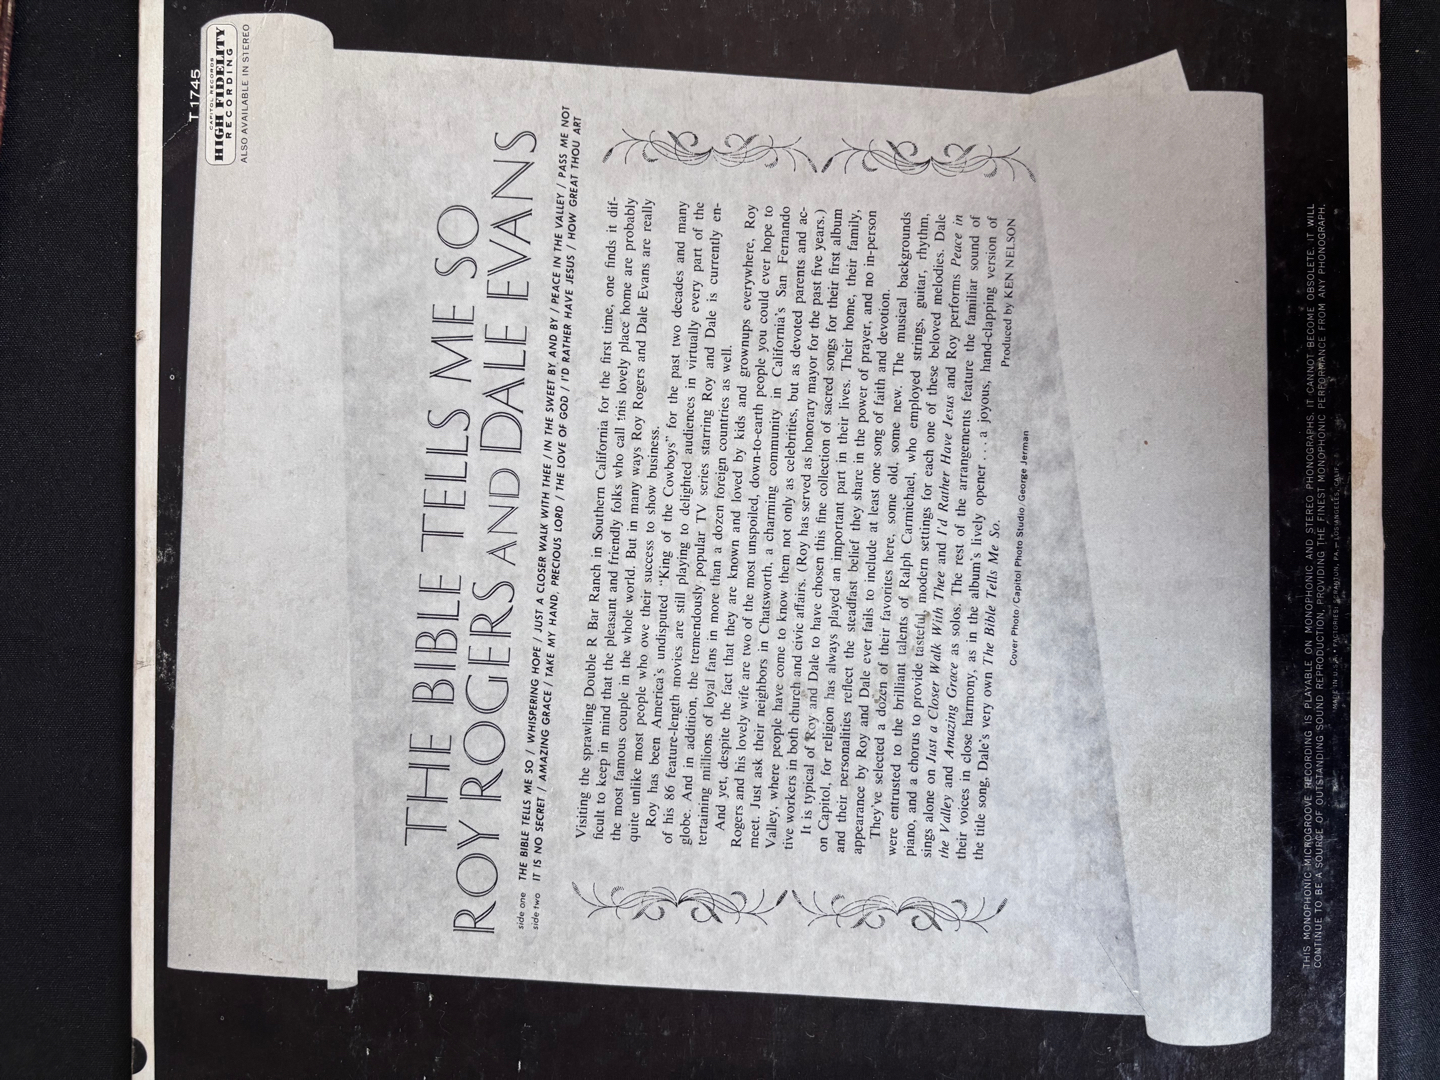 T 1745
CAPITOL RECORDS
HIGH FIDELITY
RECORDING
ALSO AVAILABLE IN STEREO
THE BIBLE TELLS ME SO
ROY ROGERS AND DALE EVANS
side one THE BIBLE TELLS ME SO / WHISPERING HOPE / JUST A CLOSER WALK WITH THEE / IN THE SWEET BY AND BY / PEACE IN THE VALLEY / PASS ME NOT
side two IT IS NO SECRET / AMAZING GRACE / TAKE MY HAND, PRECIOUS LORD / THE LOVE OF GOD / I'D RATHER HAVE JESUS / HOW GREAT THOU ART
Visiting the sprawling Double R Bar Ranch in Southern California for the first time, one finds it dif-
ficult to keep in mind that the pleasant and friendly folks who call this lovely place home are probably
the most famous couple in the whole world. But in many ways Roy Rogers and Dale Evans are really
quite unlike most people who owe their success to show business.
Roy has been America's undisputed "King of the Cowboys" for the past two decades and many
of his 86 feature-length movies are still playing to delighted audiences in virtually every part of the
globe. And in addition, the tremendously popular TV series starring Roy and Dale is currently en-
tertaining millions of loyal fans in more than a dozen foreign countries as well.
And yet, despite the fact that they are known and loved by kids and grownups everywhere, Roy
Rogers and his lovely wife are two of the most unspoiled, down-to-earth people you could ever hope to
meet. Just ask their neighbors in Chatsworth, a charming community in California's San Fernando
Valley, where people have come to know them not only as celebrities, but as devoted parents and ac-
tive workers in both church and civic affairs. (Roy has served as honorary mayor for the past five years.)
It is typical of Roy and Dale to have chosen this fine collection of sacred songs for their first album
on Capitol, for religion has always played an important part in their lives. Their home, their family,
and their personalities reflect the steadfast belief they share in the power of prayer, and no in-person
appearance by Roy and Dale ever fails to include at least one song of faith and devotion.
They've selected a dozen of their favorites here, some old, some new. The musical backgrounds
were entrusted to the brilliant talents of Ralph Carmichael, who employed strings, guitar, rhythm,
piano, and a chorus to provide tasteful, modern settings for each one of these beloved melodies. Dale
sings alone on Just a Closer Walk With Thee and I'd Rather Have Jesus and Roy performs Peace in
the Valley and Amazing Grace as solos. The rest of the arrangements feature the familiar sound of
their voices in close harmony, as in the album's lively opener . . . a joyous, hand-clapping version of
the title song, Dale's very own The Bible Tells Me So.
Produced by KEN NELSON
Cover Photo/Capitol Photo Studio/George Jerman
THIS MONOPHONIC MICROGROOVE RECORDING IS PLAYABLE ON MONOPHONIC AND STEREO PHONOGRAPHS. IT CANNOT BECOME OBSOLETE. IT WILL
CONTINUE TO BE A SOURCE OF OUTSTANDING SOUND REPRODUCTION, PROVIDING THE FINEST MONOPHONIC PERFORMANCE FROM ANY PHONOGRAPH.
MADE IN U.S.A. • FACTORIES: SCRANTON, PA. — LOS ANGELES, CALIF.